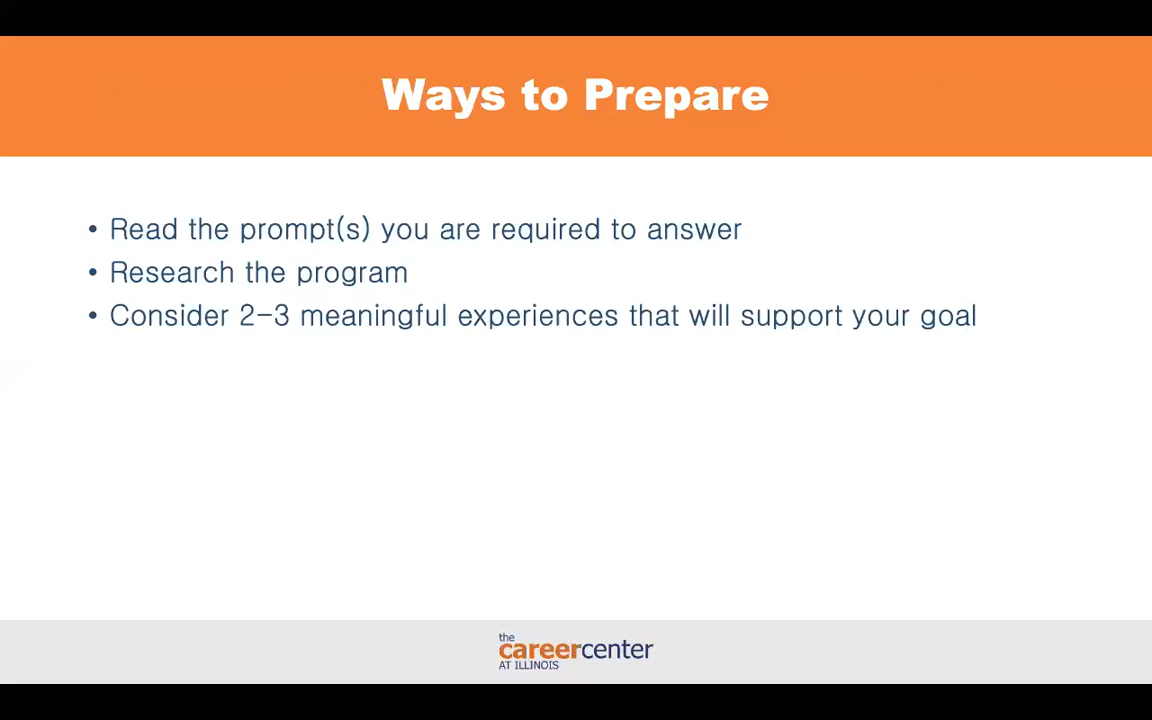 Ways to Prepare
• Read the prompt(s) you are required to answer
• Research the program
• Consider 2-3 meaningful experiences that will support your goal
the
careercenter
AT ILLINOIS